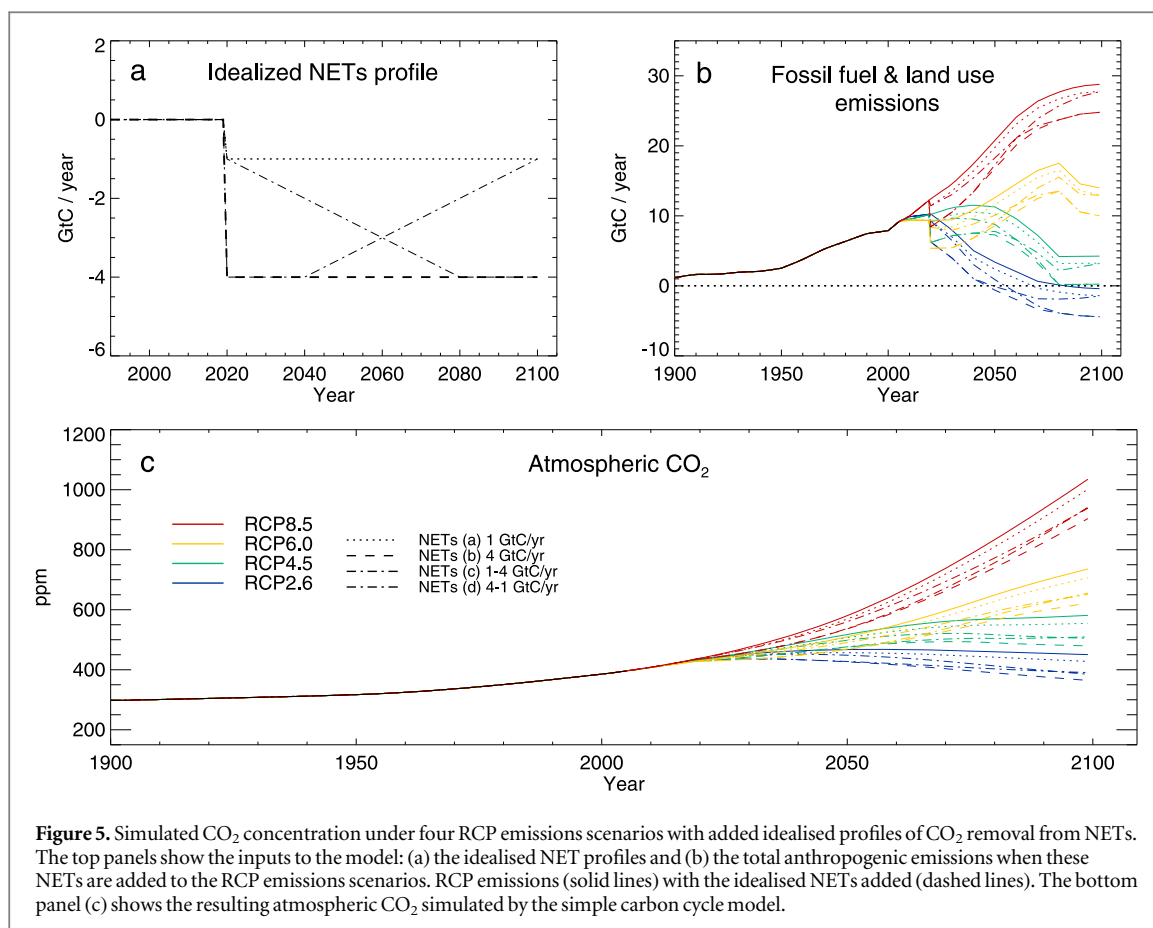 a
Idealized NETs profile
2
0
-2
-4
-6
GtC / year
2000 2020 2040 2060 2080 2100
Year
b
Fossil fuel & land use
emissions
30
20
10
0
-10
GtC / year
1900 1950 2000 2050 2100
Year
c
Atmospheric CO₂
1200
1000
800
600
400
200
ppm
RCP8.5
RCP6.0
RCP4.5
RCP2.6
NETs (a) 1 GtC/yr
NETs (b) 4 GtC/yr
NETs (c) 1-4 GtC/yr
NETs (d) 4-1 GtC/yr
1900 1950 2000 2050 2100
Year
Figure 5. Simulated CO₂ concentration under four RCP emissions scenarios with added idealised profiles of CO₂ removal from NETs.
The top panels show the inputs to the model: (a) the idealised NET profiles and (b) the total anthropogenic emissions when these
NETs are added to the RCP emissions scenarios. RCP emissions (solid lines) with the idealised NETs added (dashed lines). The bottom
panel (c) shows the resulting atmospheric CO₂ simulated by the simple carbon cycle model.